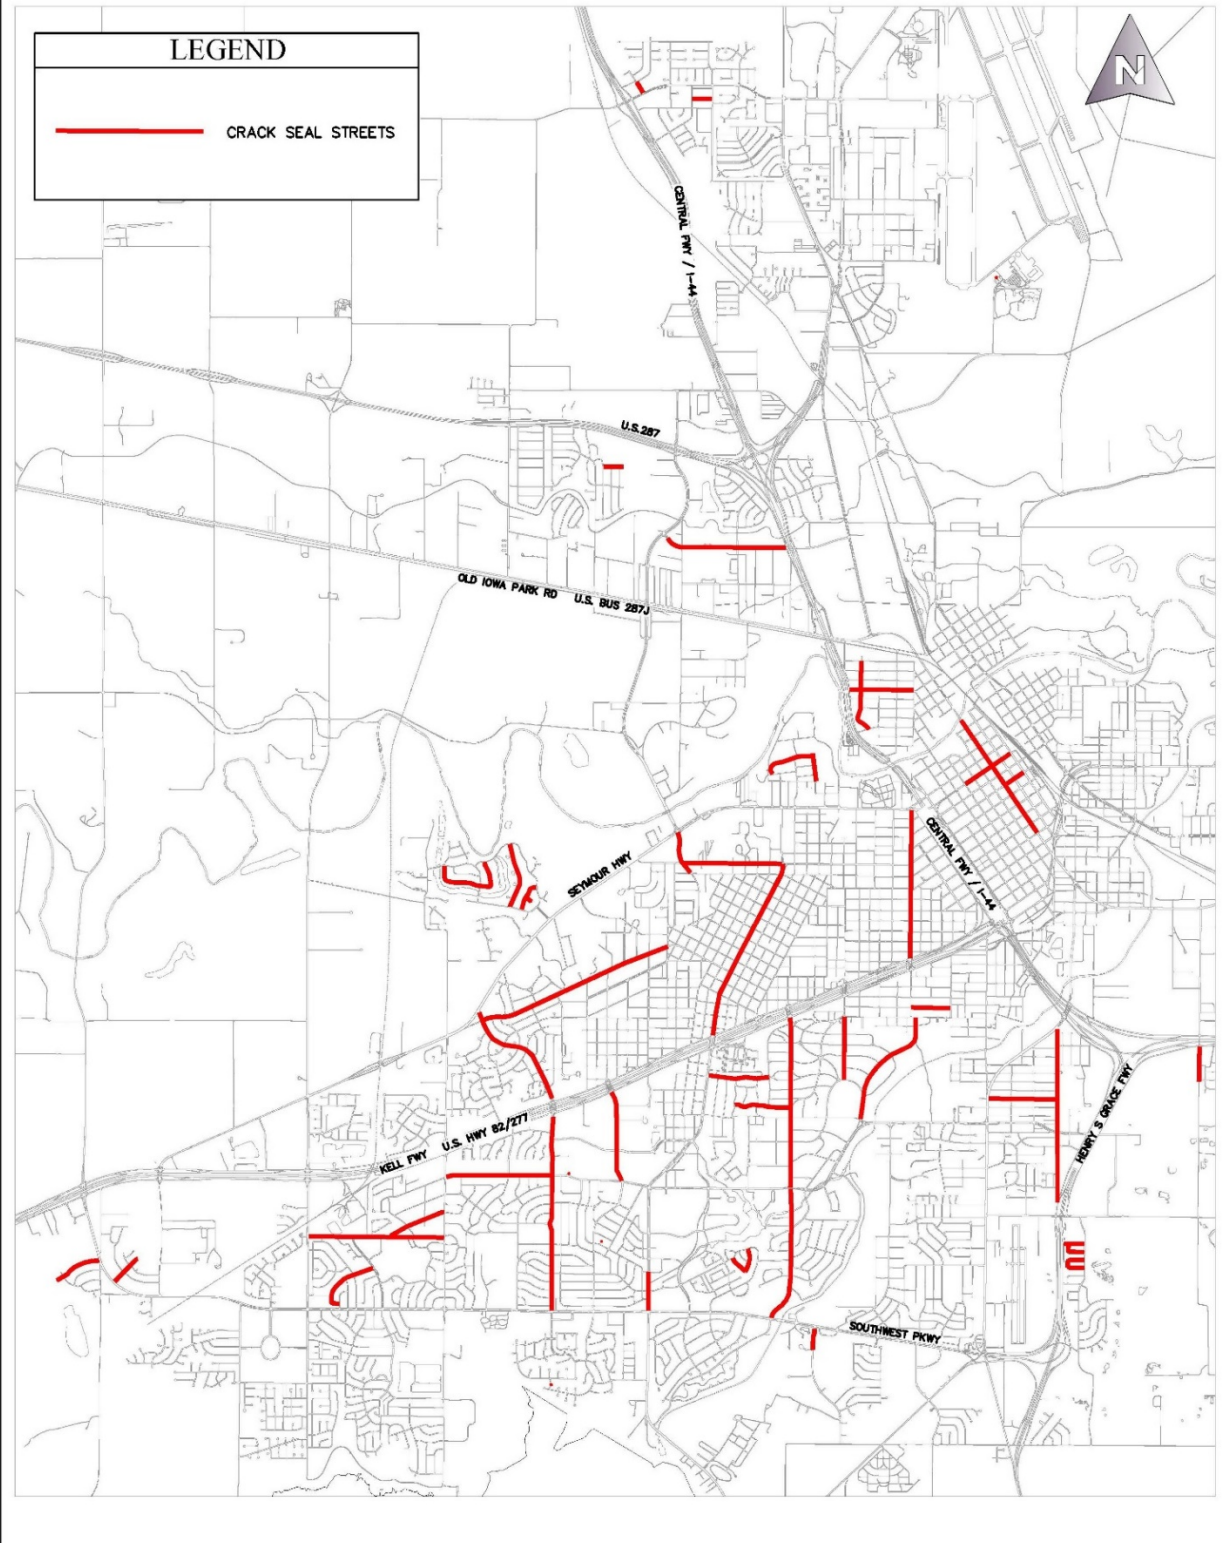 LEGEND
CRACK SEAL STREETS
N
CENTRAL FWY / I-44
U.S.287
OLD IOWA PARK RD U.S. BUS 287J
CENTRAL FWY / I-44
SEYMOUR HWY
HENRY S GRACE FWY
KELL FWY U.S. HWY 82/277
SOUTHWEST PKWY